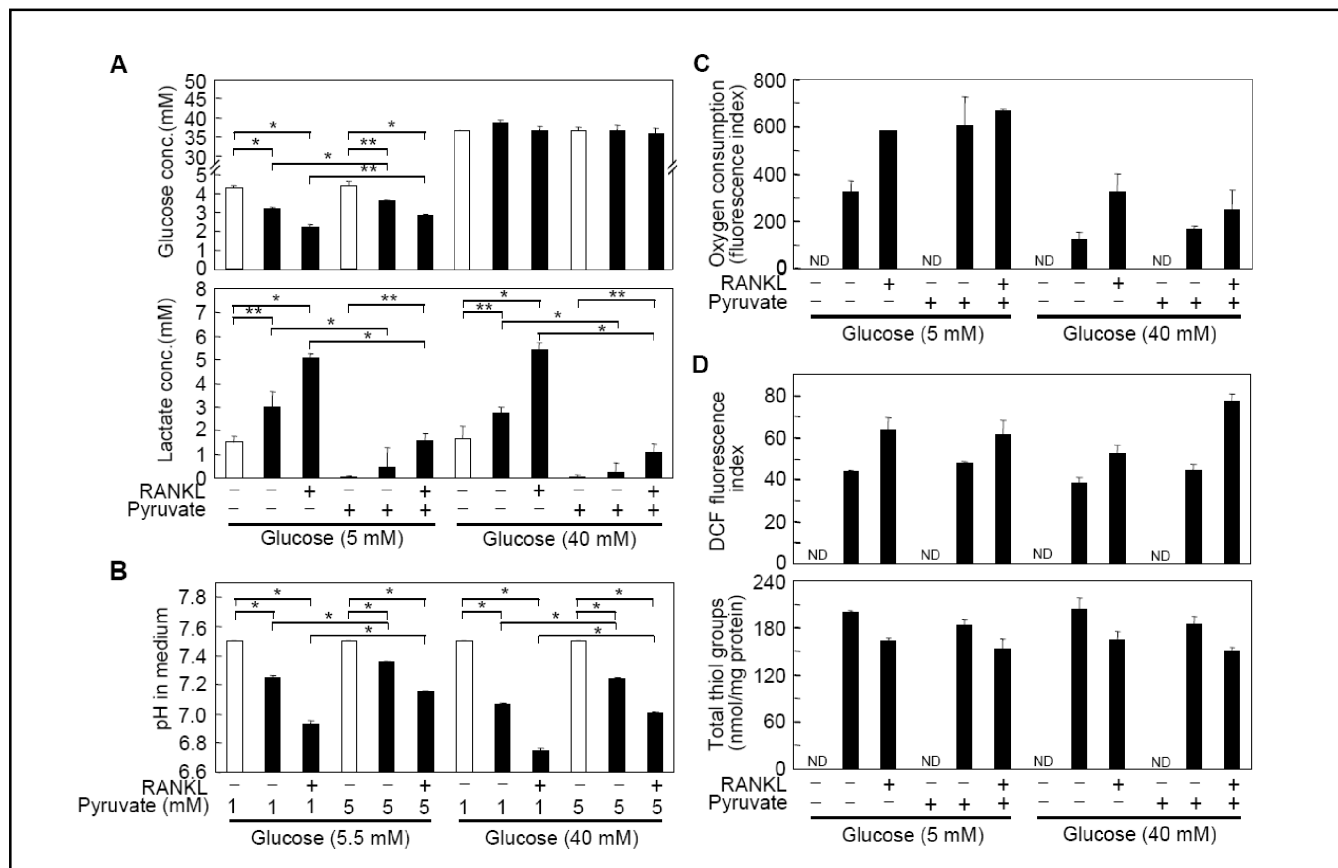 A
Glucose conc.(mM)
50
45
40
35
30
5
4
3
2
1
0
* * * ** * **
Lactate conc.(mM)
8
7
6
5
4
3
2
1
0
* ** ** * * * ** ** * *
RANKL − − + − − + − − + − − +
Pyruvate − − − + + + − − − + + +
Glucose (5 mM) Glucose (40 mM)
B
pH in medium
7.8
7.6
7.4
7.2
7.0
6.8
6.6
* * * * * * * * * * * *
RANKL − − + − − + − − + − − +
Pyruvate (mM) 1 1 1 5 5 5 1 1 1 5 5 5
Glucose (5.5 mM) Glucose (40 mM)
C
Oxygen consumption
(fluorescence index)
800
600
400
200
0
ND ND ND ND
RANKL − − + − − + − − + − − +
Pyruvate − − − + + + − − − + + +
Glucose (5 mM) Glucose (40 mM)
D
DCF fluorescence
index
80
60
40
20
0
ND ND ND ND
Total thiol groups
(nmol/mg protein)
240
180
120
60
0
ND ND ND ND
RANKL − − + − − + − − + − − +
Pyruvate − − − + + + − − − + + +
Glucose (5 mM) Glucose (40 mM)